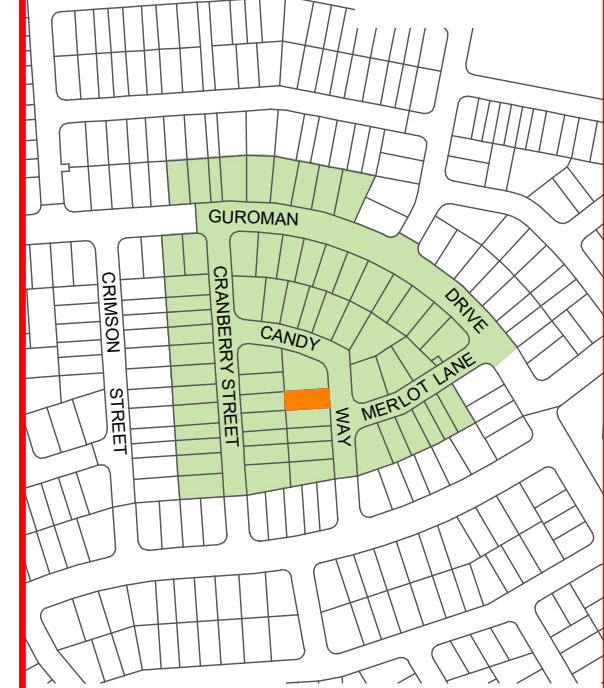 GUROMAN
DRIVE
CRIMSON STREET
CRANBERRY STREET
CANDY
WAY
MERLOT LANE